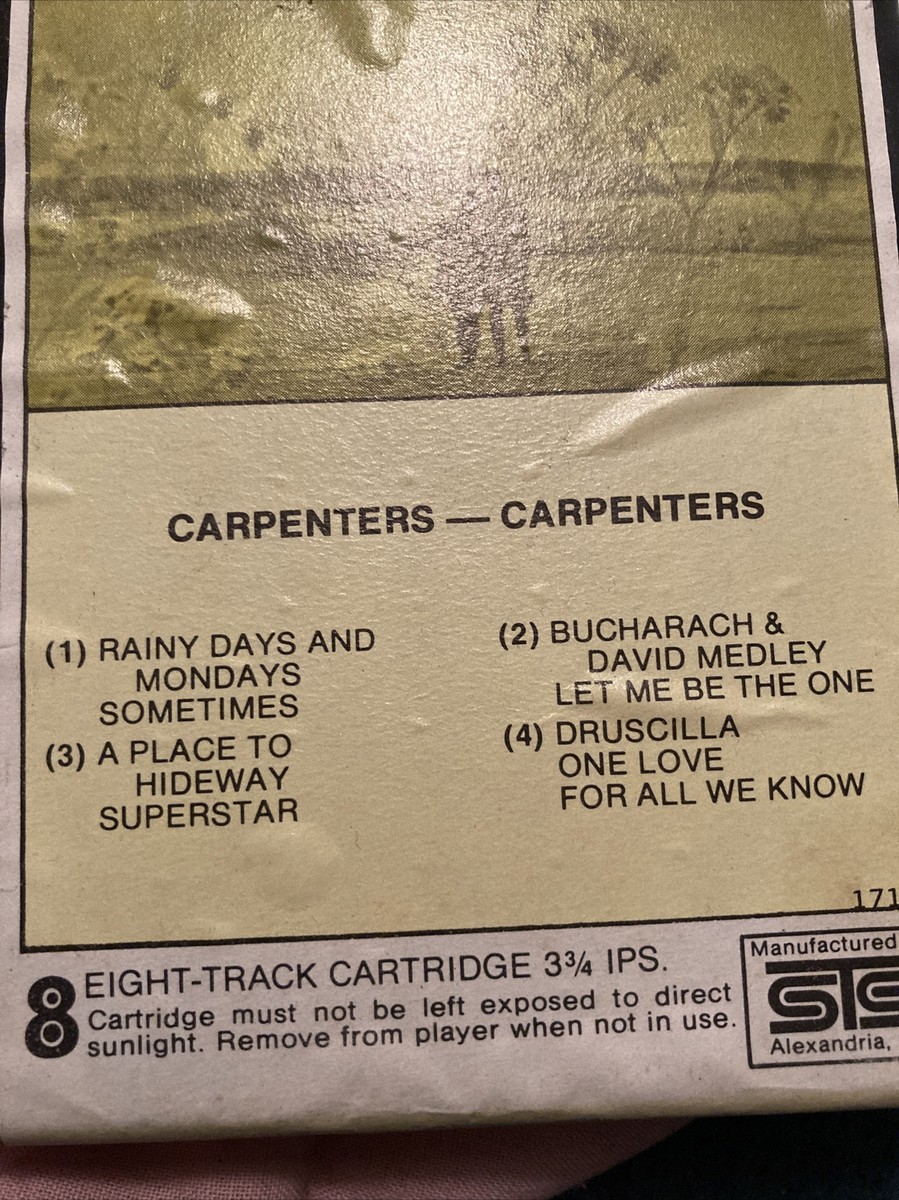 CARPENTERS — CARPENTERS
(1) RAINY DAYS AND
MONDAYS
SOMETIMES
(3) A PLACE TO
HIDEWAY
SUPERSTAR
(2) BUCHARACH &
DAVID MEDLEY
LET ME BE THE ONE
(4) DRUSCILLA
ONE LOVE
FOR ALL WE KNOW
171
8 EIGHT-TRACK CARTRIDGE 3¾ IPS.
Cartridge must not be left exposed to direct
sunlight. Remove from player when not in use.
Manufactured
STS
Alexandria,